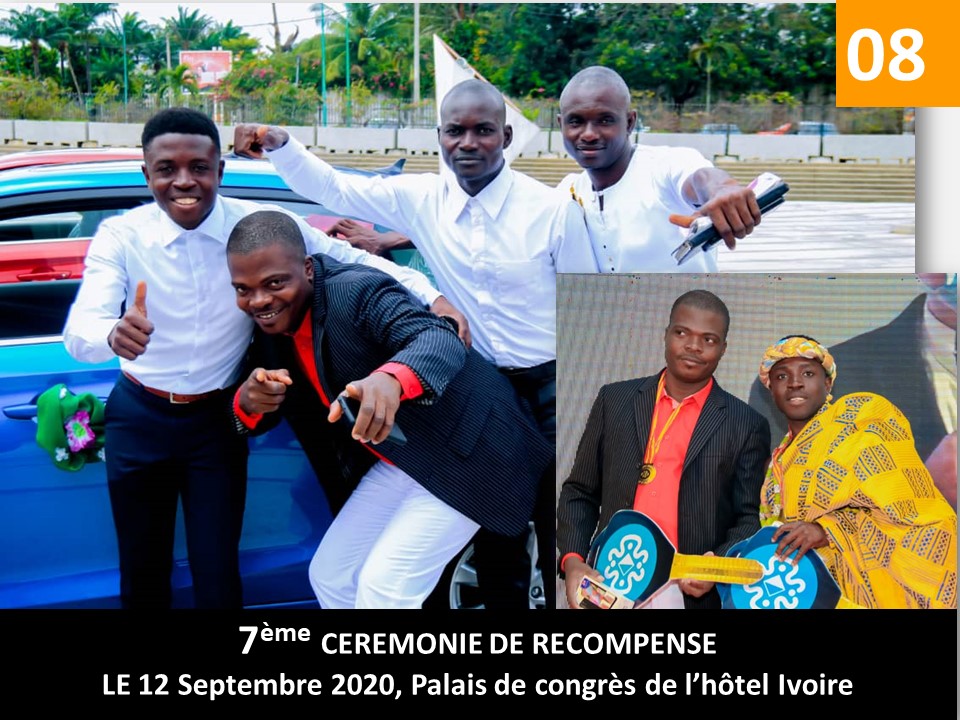 08
7ème CEREMONIE DE RECOMPENSE
LE 12 Septembre 2020, Palais de congrès de l’hôtel Ivoire